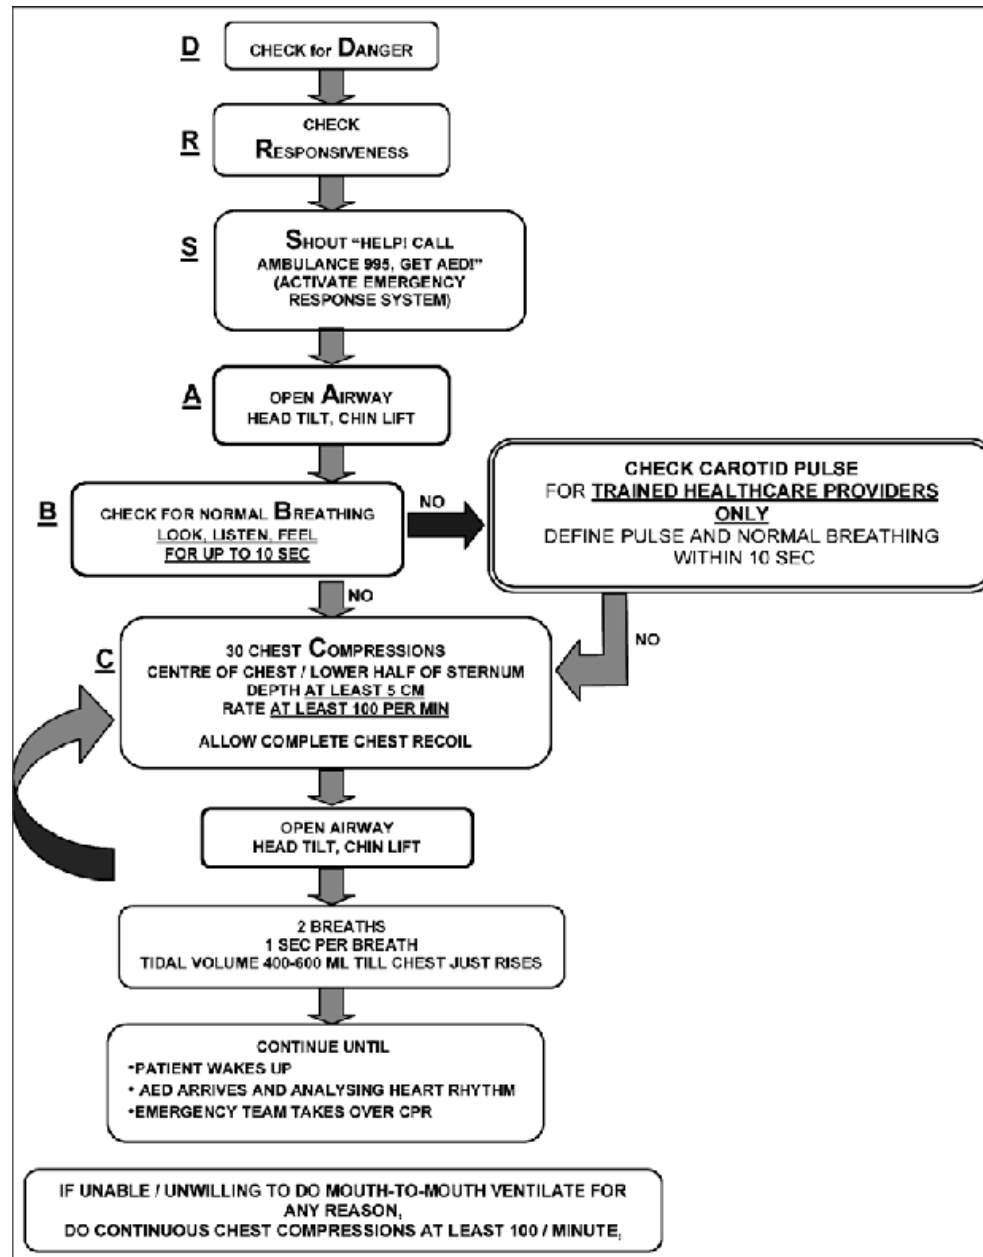 D
CHECK for DANGER
R
CHECK
RESPONSIVENESS
S
SHOUT “HELP! CALL
AMBULANCE 995, GET AED!”
(ACTIVATE EMERGENCY
RESPONSE SYSTEM)
A
OPEN AIRWAY
HEAD TILT, CHIN LIFT
B
CHECK FOR NORMAL BREATHING
LOOK, LISTEN, FEEL
FOR UP TO 10 SEC
NO
CHECK CAROTID PULSE
FOR TRAINED HEALTHCARE PROVIDERS
ONLY
DEFINE PULSE AND NORMAL BREATHING
WITHIN 10 SEC
NO
NO
C
30 CHEST COMPRESSIONS
CENTRE OF CHEST / LOWER HALF OF STERNUM
DEPTH AT LEAST 5 CM
RATE AT LEAST 100 PER MIN
ALLOW COMPLETE CHEST RECOIL
OPEN AIRWAY
HEAD TILT, CHIN LIFT
2 BREATHS
1 SEC PER BREATH
TIDAL VOLUME 400-600 ML TILL CHEST JUST RISES
CONTINUE UNTIL
•PATIENT WAKES UP
• AED ARRIVES AND ANALYSING HEART RHYTHM
•EMERGENCY TEAM TAKES OVER CPR
IF UNABLE / UNWILLING TO DO MOUTH-TO-MOUTH VENTILATE FOR
ANY REASON,
DO CONTINUOUS CHEST COMPRESSIONS AT LEAST 100 / MINUTE,